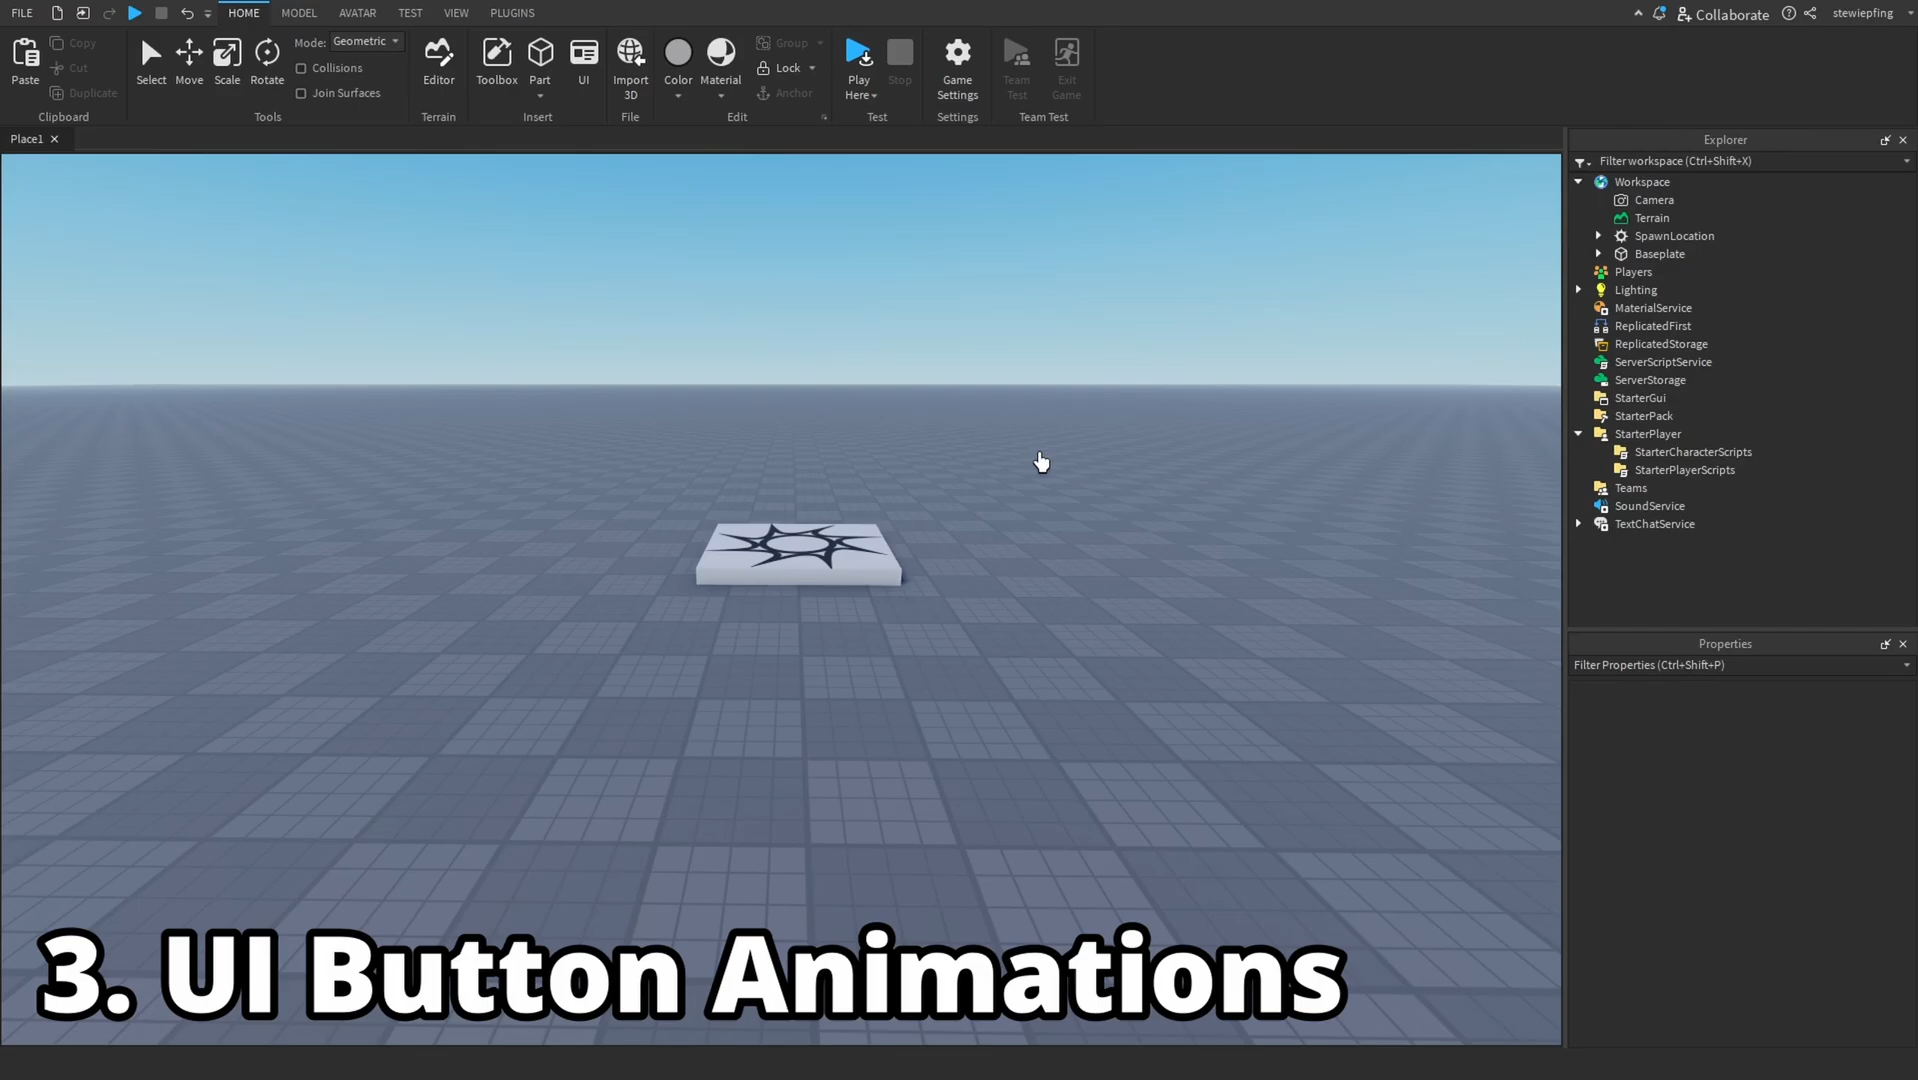 FILE
HOME
MODEL
AVATAR
TEST
VIEW
PLUGINS
Collaborate
stewiepfing
Paste
Copy
Cut
Duplicate
Clipboard
Select
Move
Scale
Rotate
Mode: Geometric
Collisions
Join Surfaces
Tools
Editor
Terrain
Toolbox
Part
UI
Insert
Import
3D
File
Color
Material
Group
Lock
Anchor
Edit
Play
Here
Stop
Test
Game
Settings
Settings
Team
Test
Exit
Game
Team Test
Place1
Explorer
Filter workspace (Ctrl+Shift+X)
Workspace
Camera
Terrain
SpawnLocation
Baseplate
Players
Lighting
MaterialService
ReplicatedFirst
ReplicatedStorage
ServerScriptService
ServerStorage
StarterGui
StarterPack
StarterPlayer
StarterCharacterScripts
StarterPlayerScripts
Teams
SoundService
TextChatService
Properties
Filter Properties (Ctrl+Shift+P)
3. UI Button Animations